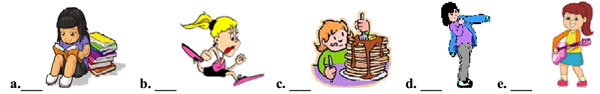 a.___ b. ___ c. ___ d. ___ e. ___